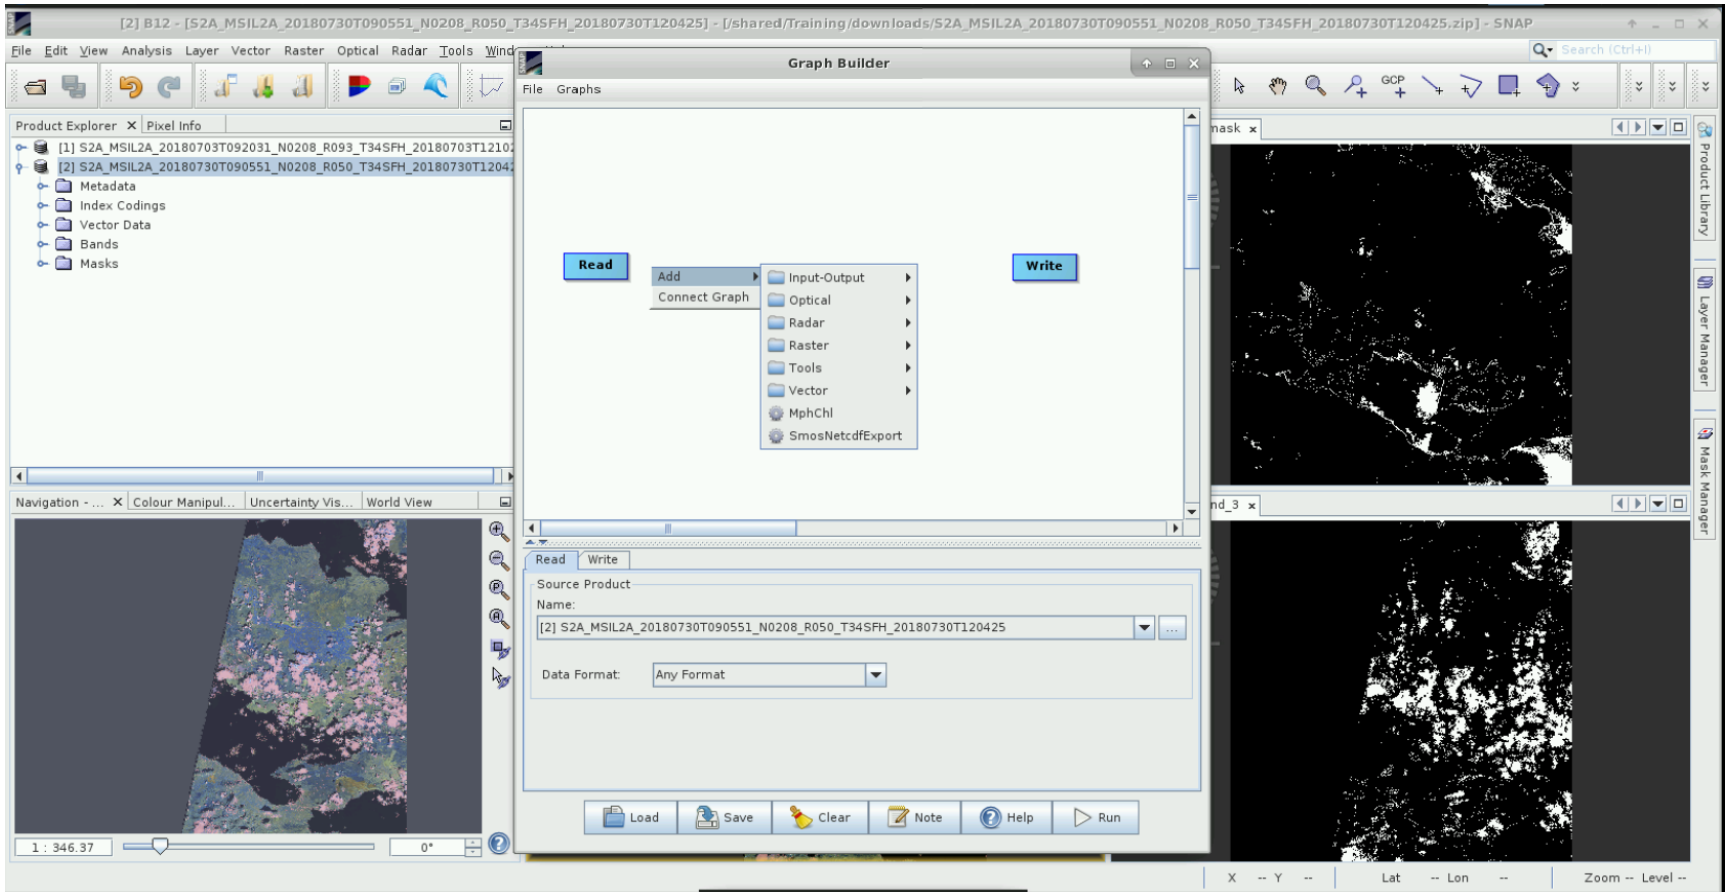 [2] B12 - [S2A_MSIL2A_20180730T090551_N0208_R050_T34SFH_20180730T120425] - [/shared/Training/downloads/S2A_MSIL2A_20180730T090551_N0208_R050_T34SFH_20180730T120425.zip] - SNAP
File Edit View Analysis Layer Vector Raster Optical Radar Tools Wind
Search (Ctrl+I)
Graph Builder
File Graphs
GCP
Product Explorer Pixel Info
[1] S2A_MSIL2A_20180703T092031_N0208_R093_T34SFH_20180703T12102
[2] S2A_MSIL2A_20180730T090551_N0208_R050_T34SFH_20180730T12042
Metadata
Index Codings
Vector Data
Bands
Masks
Read
Write
Add
Connect Graph
Input-Output
Optical
Radar
Raster
Tools
Vector
MphChl
SmosNetcdfExport
mask
Product Library
Layer Manager
Mask Manager
Navigation - ... Colour Manipul... Uncertainty Vis... World View
nd_3
Read Write
Source Product
Name:
[2] S2A_MSIL2A_20180730T090551_N0208_R050_T34SFH_20180730T120425
...
Data Format: Any Format
Load Save Clear Note Help Run
1 : 346.37
0°
X -- Y -- Lat -- Lon -- Zoom -- Level --